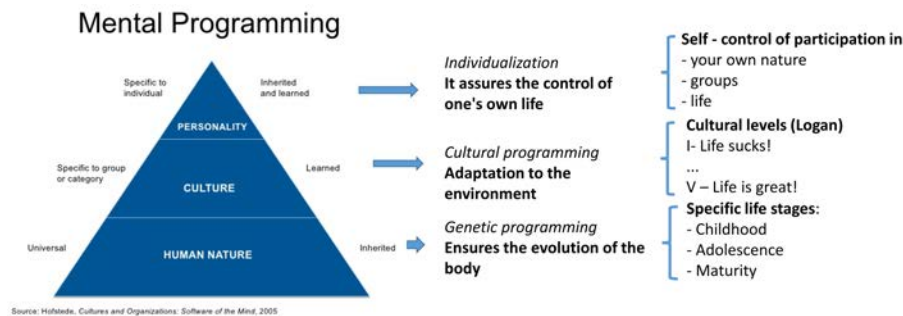 Mental Programming
Specific to
individual
Inherited
and learned
PERSONALITY
Individualization
It assures the control of
one's own life
Self - control of participation in
- your own nature
- groups
- life
Specific to group
or category
Learned
CULTURE
Cultural programming
Adaptation to the
environment
Cultural levels (Logan)
I- Life sucks!
...
V – Life is great!
Universal
Inherited
HUMAN NATURE
Genetic programming
Ensures the evolution of the
body
Specific life stages:
- Childhood
- Adolescence
- Maturity
Source: Hofstede, Cultures and Organizations: Software of the Mind, 2005